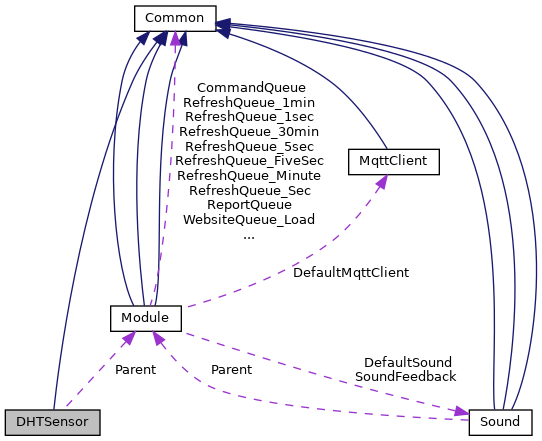 Common
CommandQueue
RefreshQueue_1min
RefreshQueue_1sec
RefreshQueue_30min
RefreshQueue_5sec
RefreshQueue_FiveSec
RefreshQueue_Minute
RefreshQueue_Sec
ReportQueue
WebsiteQueue_Load
...
MqttClient
DefaultMqttClient
Module
DefaultSound
SoundFeedback
Parent
Parent
DHTSensor
Sound